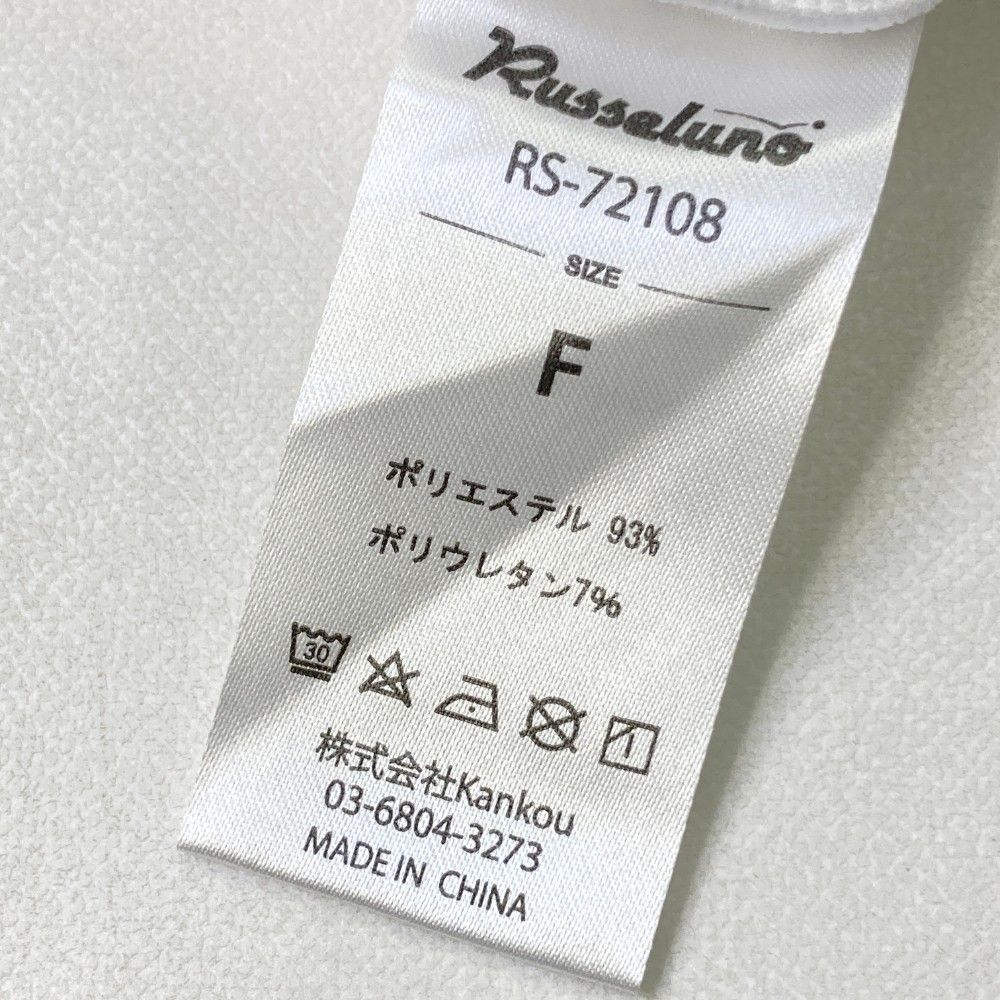 Russeluno
RS-72108
SIZE
F
ポリエステル 93%
ポリウレタン7%
30
1
株式会社Kankou
03-6804-3273
MADE IN CHINA